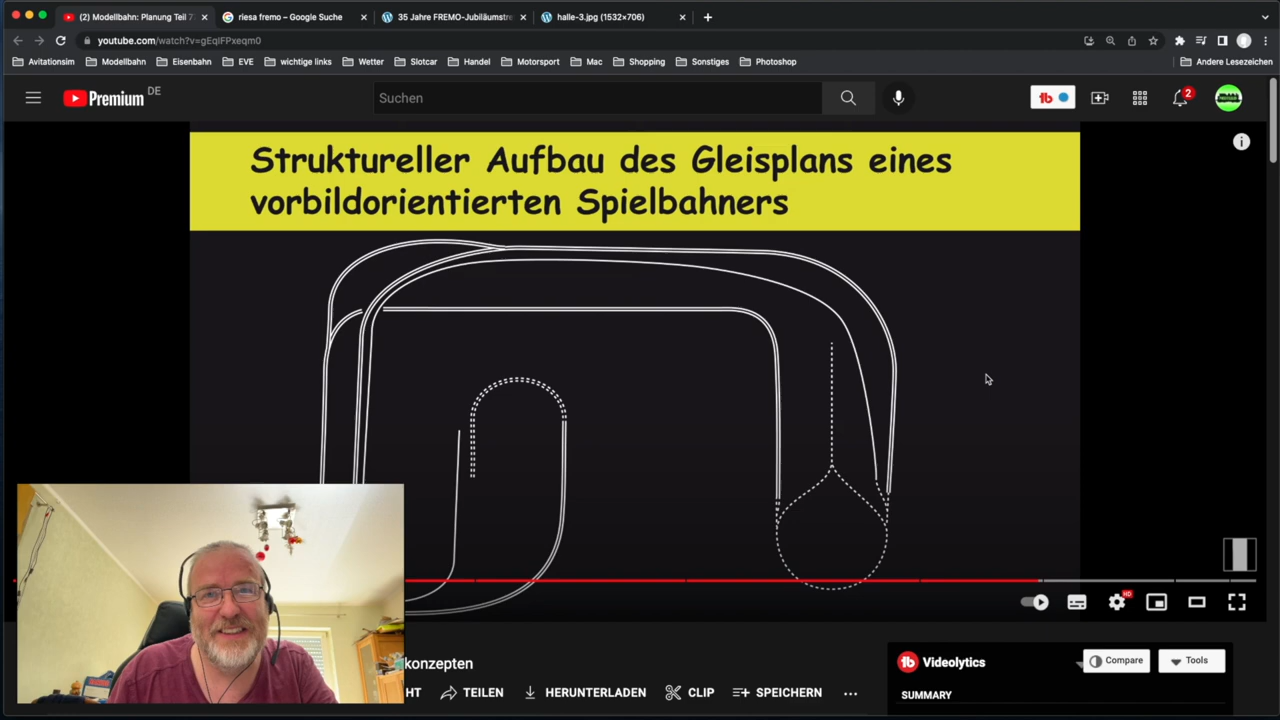 (2) Modellbahn: Planung Teil 7
riesa fremo – Google Suche
35 Jahre FREMO-Jubiläumstre
halle-3.jpg (1532×706)
youtube.com/watch?v=gEqIFPxeqm0
Avitationsim
Modellbahn
Eisenbahn
EVE
wichtige links
Wetter
Slotcar
Handel
Motorsport
Mac
Shopping
Sonstiges
Photoshop
Andere Lesezeichen
Premium DE
Suchen
2
Struktureller Aufbau des Gleisplans eines
vorbildorientierten Spielbahners
HD
konzepten
HT
TEILEN
HERUNTERLADEN
CLIP
SPEICHERN
Videolytics
Compare
Tools
SUMMARY